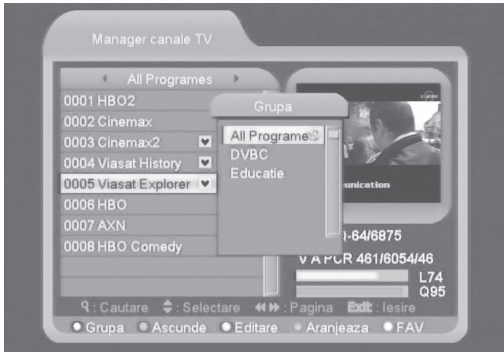 Manager canale TV
All Programes
0001 HBO2
0002 Cinemax
0003 Cinemax2
0004 Viasat History
0005 Viasat Explorer
0006 HBO
0007 AXN
0008 HBO Comedy
Grupa
All Programes
DVBC
Educatie
-64/6875
V A PCR 461/6054/46
L74
Q95
: Cautare : Selectare : Pagina Exit : Iesire
Grupa Ascunde Editare Aranjeaza FAV